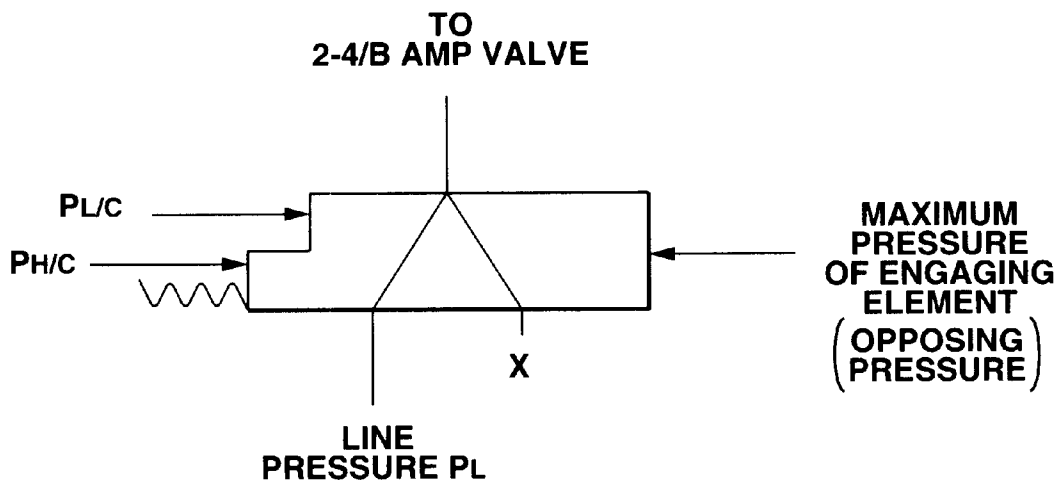 TO
2-4/B AMP VALVE
PL/C
PH/C
MAXIMUM
PRESSURE
OF ENGAGING
ELEMENT
(OPPOSING
PRESSURE)
X
LINE
PRESSURE PL